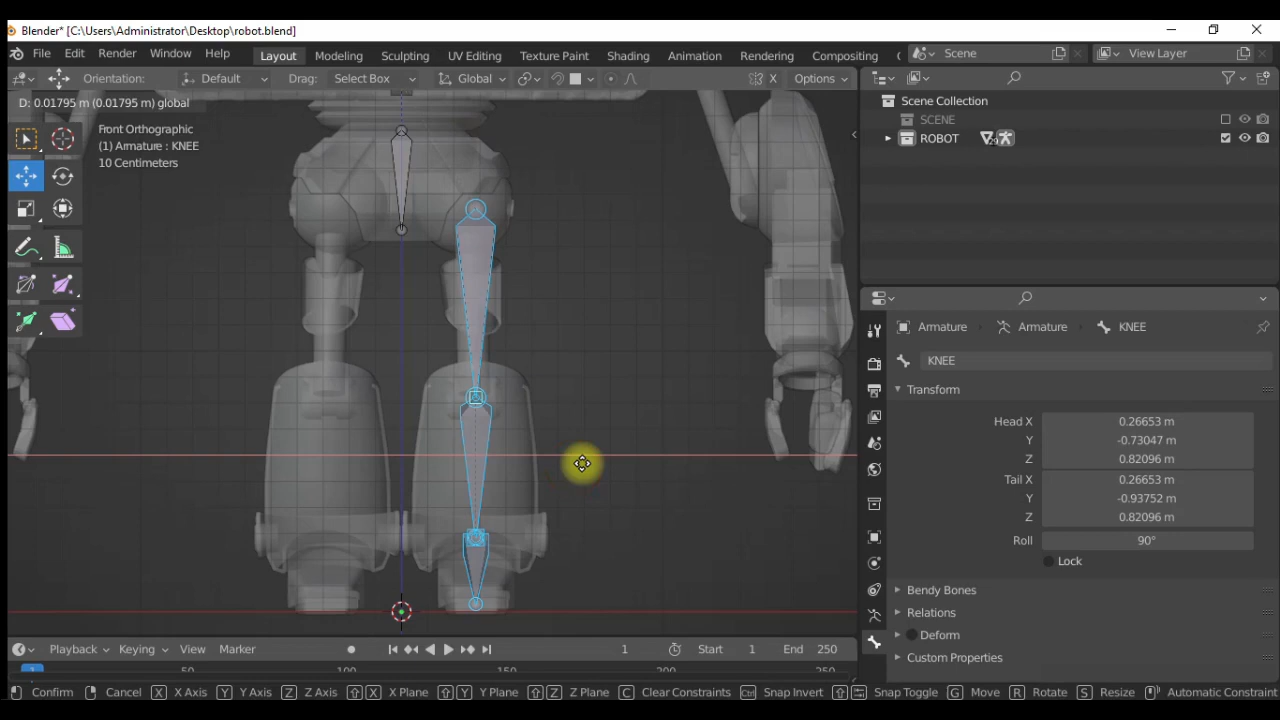 Blender* [C:\Users\Administrator\Desktop\robot.blend]
File Edit Render Window Help Layout Modeling Sculpting UV Editing Texture Paint Shading Animation Rendering Compositing Scene View Layer
Orientation: Default Drag: Select Box Global X Options
D: 0.01795 m (0.01795 m) global
Front Orthographic
(1) Armature : KNEE
10 Centimeters
Scene Collection
SCENE
ROBOT
Armature Armature KNEE
KNEE
Transform
Head X 0.26653 m
Y -0.73047 m
Z 0.82096 m
Tail X 0.26653 m
Y -0.93752 m
Z 0.82096 m
Roll 90°
Lock
Bendy Bones
Relations
Deform
Custom Properties
Playback Keying View Marker 1 Start 1 End 250
1 50 100 150 200 250
Confirm Cancel X X Axis Y Y Axis Z Z Axis X X Plane Y Y Plane Z Z Plane C Clear Constraints Ctrl Snap Invert Snap Toggle G Move R Rotate S Resize Automatic Constraint